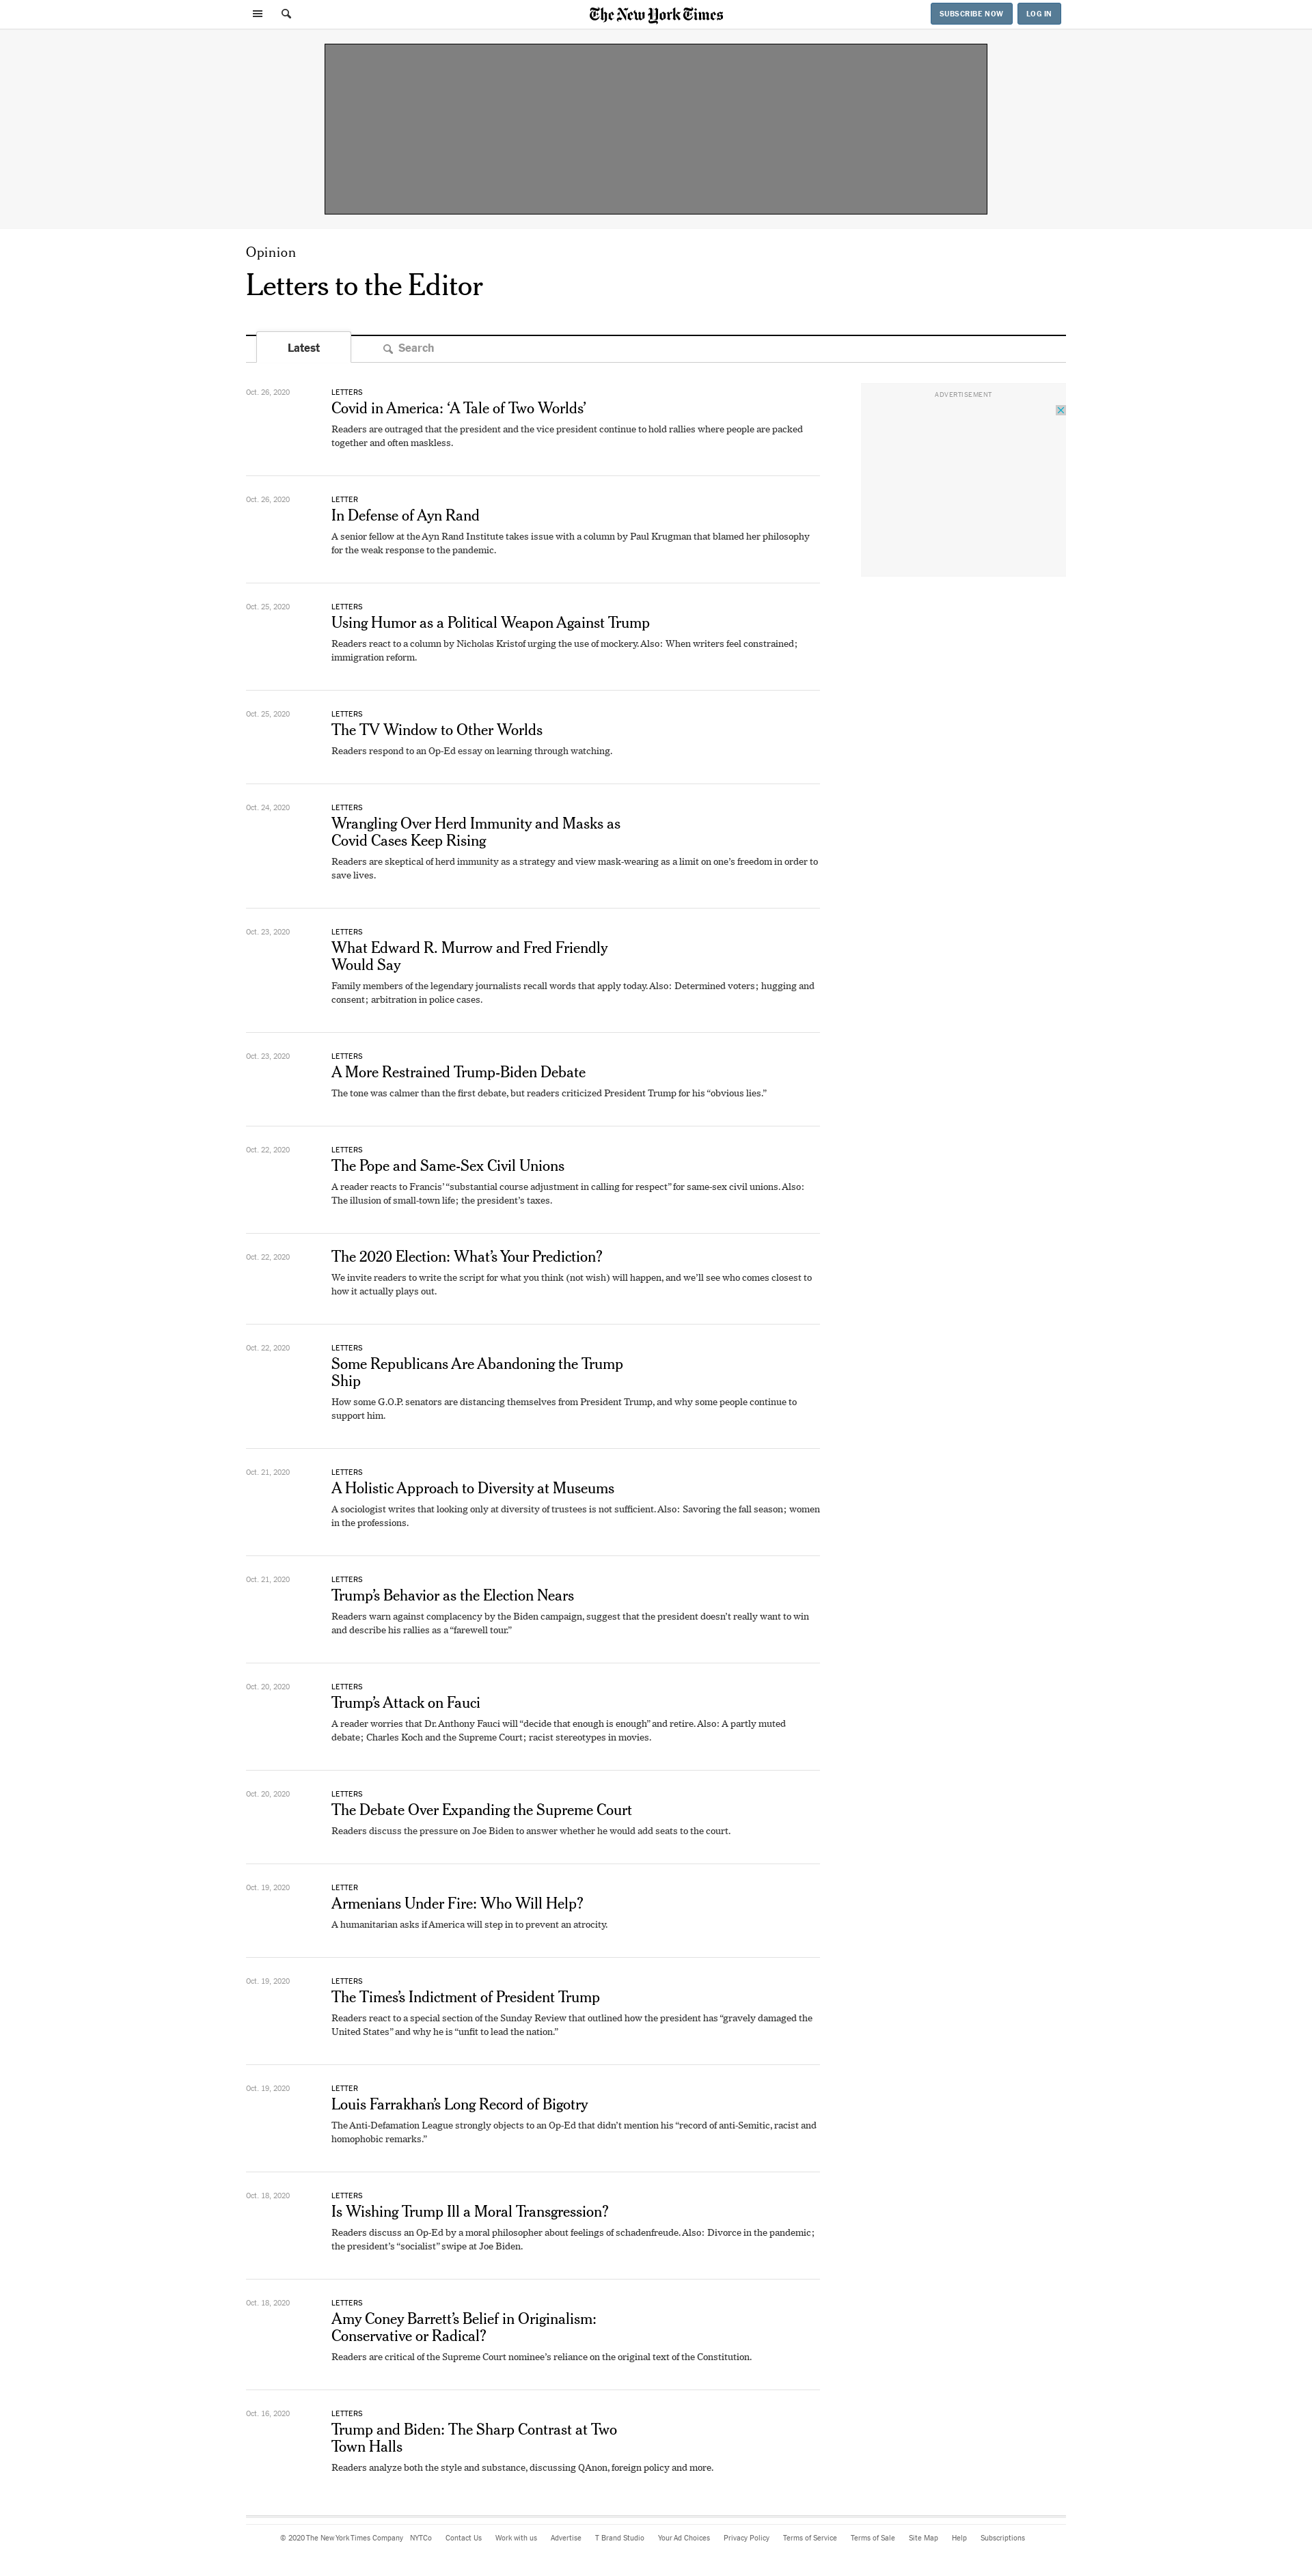 The New York Times
SUBSCRIBE NOW
LOG IN
Opinion
Letters to the Editor
Latest
Search
ADVERTISEMENT
Oct. 26, 2020
LETTERS
Covid in America: ‘A Tale of Two Worlds’
Readers are outraged that the president and the vice president continue to hold rallies where people are packed
together and often maskless.
Oct. 26, 2020
LETTER
In Defense of Ayn Rand
A senior fellow at the Ayn Rand Institute takes issue with a column by Paul Krugman that blamed her philosophy
for the weak response to the pandemic.
Oct. 25, 2020
LETTERS
Using Humor as a Political Weapon Against Trump
Readers react to a column by Nicholas Kristof urging the use of mockery. Also: When writers feel constrained;
immigration reform.
Oct. 25, 2020
LETTERS
The TV Window to Other Worlds
Readers respond to an Op-Ed essay on learning through watching.
Oct. 24, 2020
LETTERS
Wrangling Over Herd Immunity and Masks as
Covid Cases Keep Rising
Readers are skeptical of herd immunity as a strategy and view mask-wearing as a limit on one’s freedom in order to
save lives.
Oct. 23, 2020
LETTERS
What Edward R. Murrow and Fred Friendly
Would Say
Family members of the legendary journalists recall words that apply today. Also: Determined voters; hugging and
consent; arbitration in police cases.
Oct. 23, 2020
LETTERS
A More Restrained Trump-Biden Debate
The tone was calmer than the first debate, but readers criticized President Trump for his “obvious lies.”
Oct. 22, 2020
LETTERS
The Pope and Same-Sex Civil Unions
A reader reacts to Francis’ “substantial course adjustment in calling for respect” for same-sex civil unions. Also:
The illusion of small-town life; the president’s taxes.
Oct. 22, 2020
The 2020 Election: What’s Your Prediction?
We invite readers to write the script for what you think (not wish) will happen, and we’ll see who comes closest to
how it actually plays out.
Oct. 22, 2020
LETTERS
Some Republicans Are Abandoning the Trump
Ship
How some G.O.P. senators are distancing themselves from President Trump, and why some people continue to
support him.
Oct. 21, 2020
LETTERS
A Holistic Approach to Diversity at Museums
A sociologist writes that looking only at diversity of trustees is not sufficient. Also: Savoring the fall season; women
in the professions.
Oct. 21, 2020
LETTERS
Trump’s Behavior as the Election Nears
Readers warn against complacency by the Biden campaign, suggest that the president doesn’t really want to win
and describe his rallies as a “farewell tour.”
Oct. 20, 2020
LETTERS
Trump’s Attack on Fauci
A reader worries that Dr. Anthony Fauci will “decide that enough is enough” and retire. Also: A partly muted
debate; Charles Koch and the Supreme Court; racist stereotypes in movies.
Oct. 20, 2020
LETTERS
The Debate Over Expanding the Supreme Court
Readers discuss the pressure on Joe Biden to answer whether he would add seats to the court.
Oct. 19, 2020
LETTER
Armenians Under Fire: Who Will Help?
A humanitarian asks if America will step in to prevent an atrocity.
Oct. 19, 2020
LETTERS
The Times’s Indictment of President Trump
Readers react to a special section of the Sunday Review that outlined how the president has “gravely damaged the
United States” and why he is “unfit to lead the nation.”
Oct. 19, 2020
LETTER
Louis Farrakhan’s Long Record of Bigotry
The Anti-Defamation League strongly objects to an Op-Ed that didn’t mention his “record of anti-Semitic, racist and
homophobic remarks.”
Oct. 18, 2020
LETTERS
Is Wishing Trump Ill a Moral Transgression?
Readers discuss an Op-Ed by a moral philosopher about feelings of schadenfreude. Also: Divorce in the pandemic;
the president’s “socialist” swipe at Joe Biden.
Oct. 18, 2020
LETTERS
Amy Coney Barrett’s Belief in Originalism:
Conservative or Radical?
Readers are critical of the Supreme Court nominee’s reliance on the original text of the Constitution.
Oct. 16, 2020
LETTERS
Trump and Biden: The Sharp Contrast at Two
Town Halls
Readers analyze both the style and substance, discussing QAnon, foreign policy and more.
© 2020 The New York Times Company NYTCo Contact Us Work with us Advertise T Brand Studio Your Ad Choices Privacy Policy Terms of Service Terms of Sale Site Map Help Subscriptions